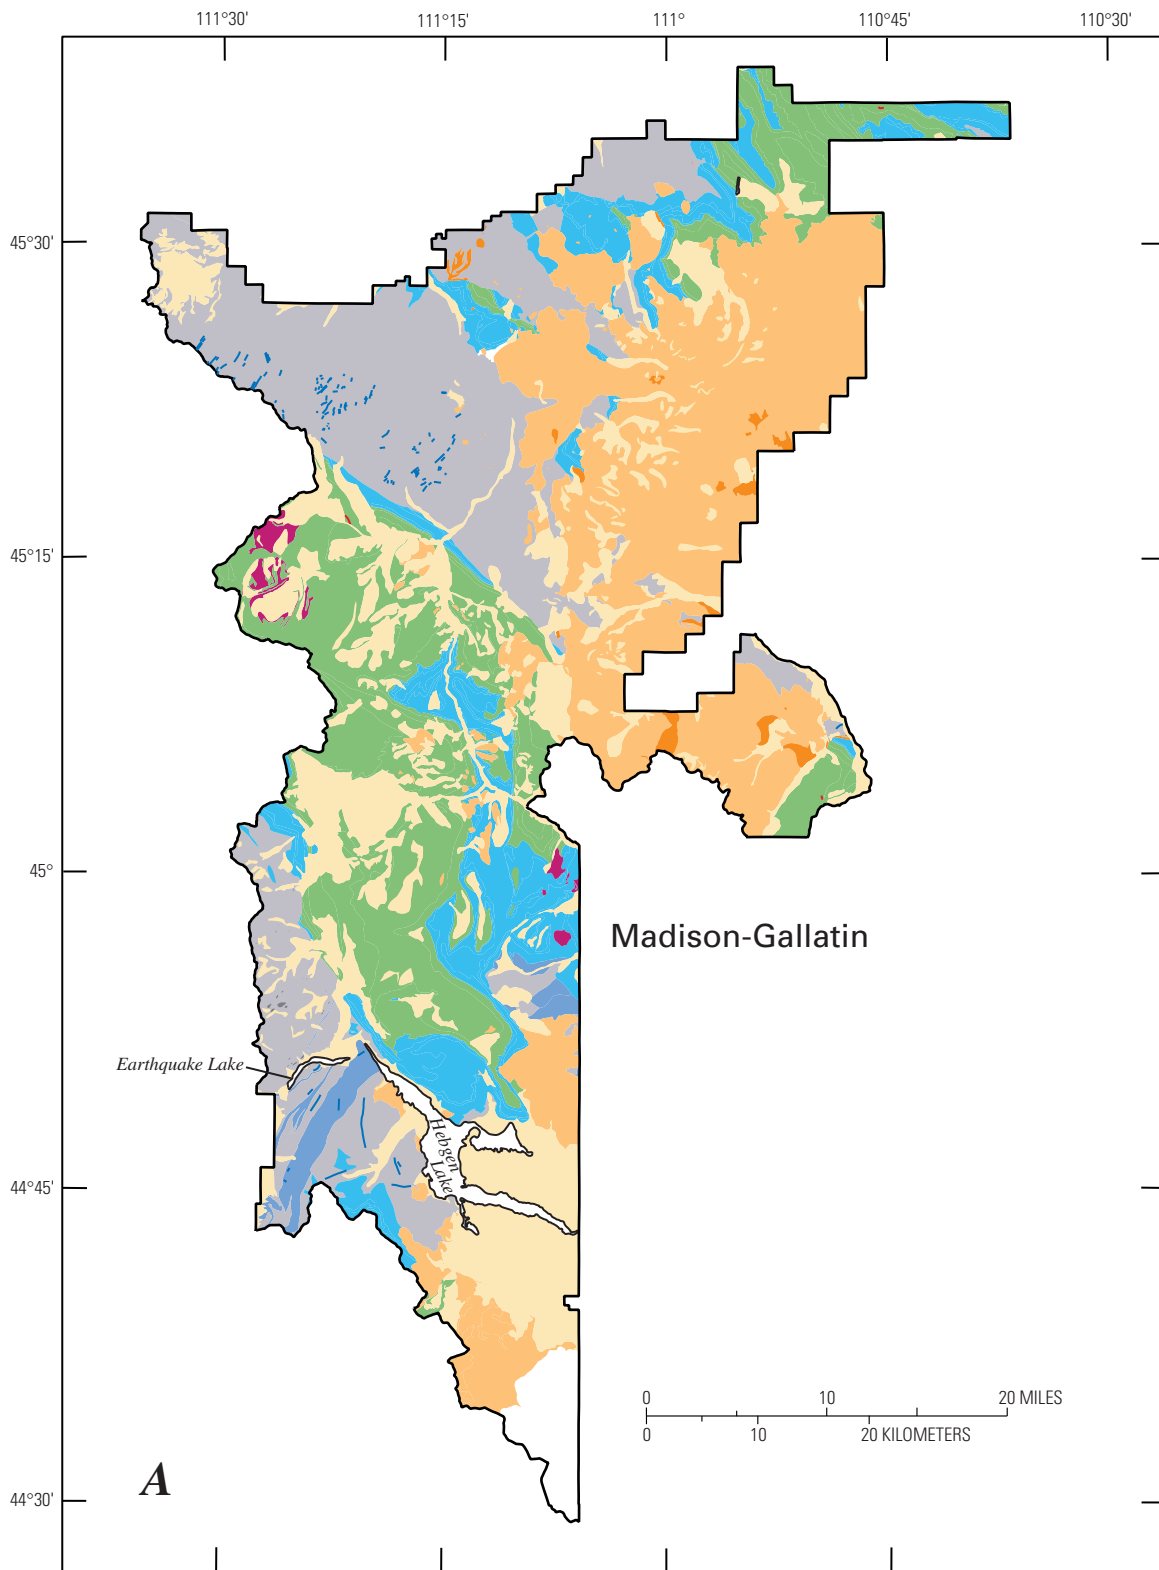 111°30' 111°15' 111° 110°45' 110°30'
45°30'
45°15'
45°
Madison-Gallatin
Earthquake Lake
Hebgen
Lake
44°45'
0 10 20 MILES
0 10 20 KILOMETERS
A
44°30'